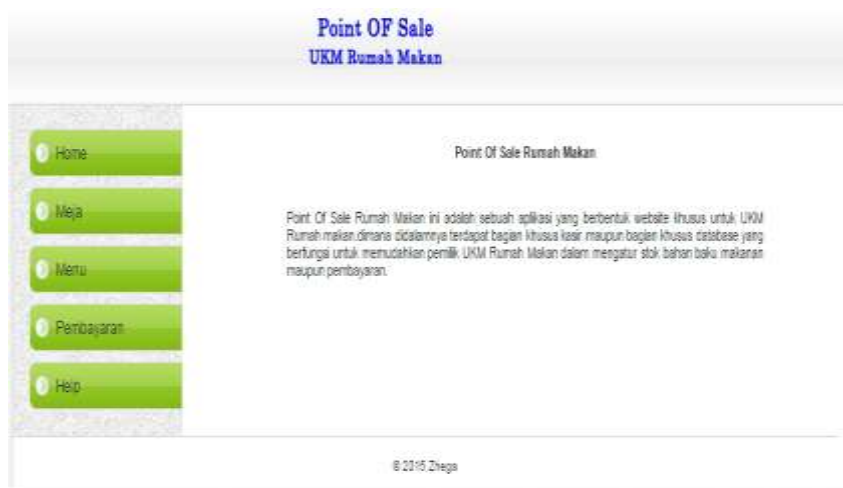 Point OF Sale
UKM Rumah Makan
Home
Meja
Menu
Pembayaran
Help
Point Of Sale Rumah Makan
Point Of Sale Rumah Makan ini adalah sebuah aplikasi yang berbentuk website khusus untuk UKM
Rumah makan.dimana didalamnya terdapat bagian khusus kasir maupun bagian khusus database yang
berfungsi untuk memudahkan pemilik UKM Rumah Makan dalam mengatur stok bahan baku makanan
maupun pembayaran.
© 2015 Zhega